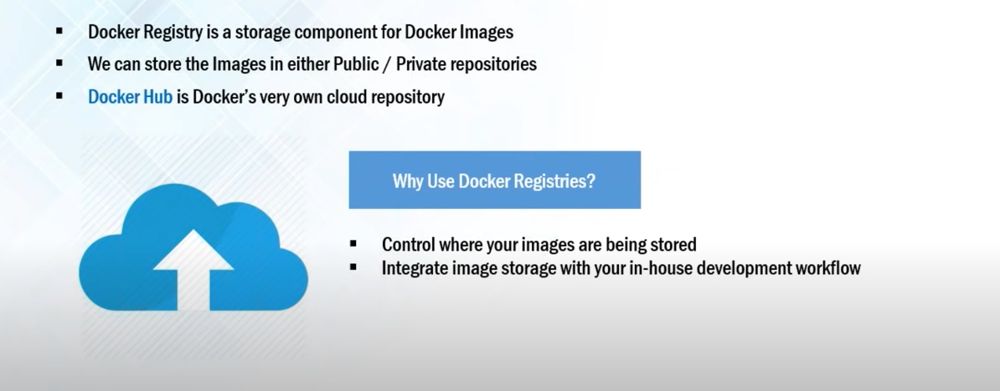 Docker Registry is a storage component for Docker Images
We can store the Images in either Public / Private repositories
Docker Hub is Docker’s very own cloud repository
Why Use Docker Registries?
Control where your images are being stored
Integrate image storage with your in-house development workflow